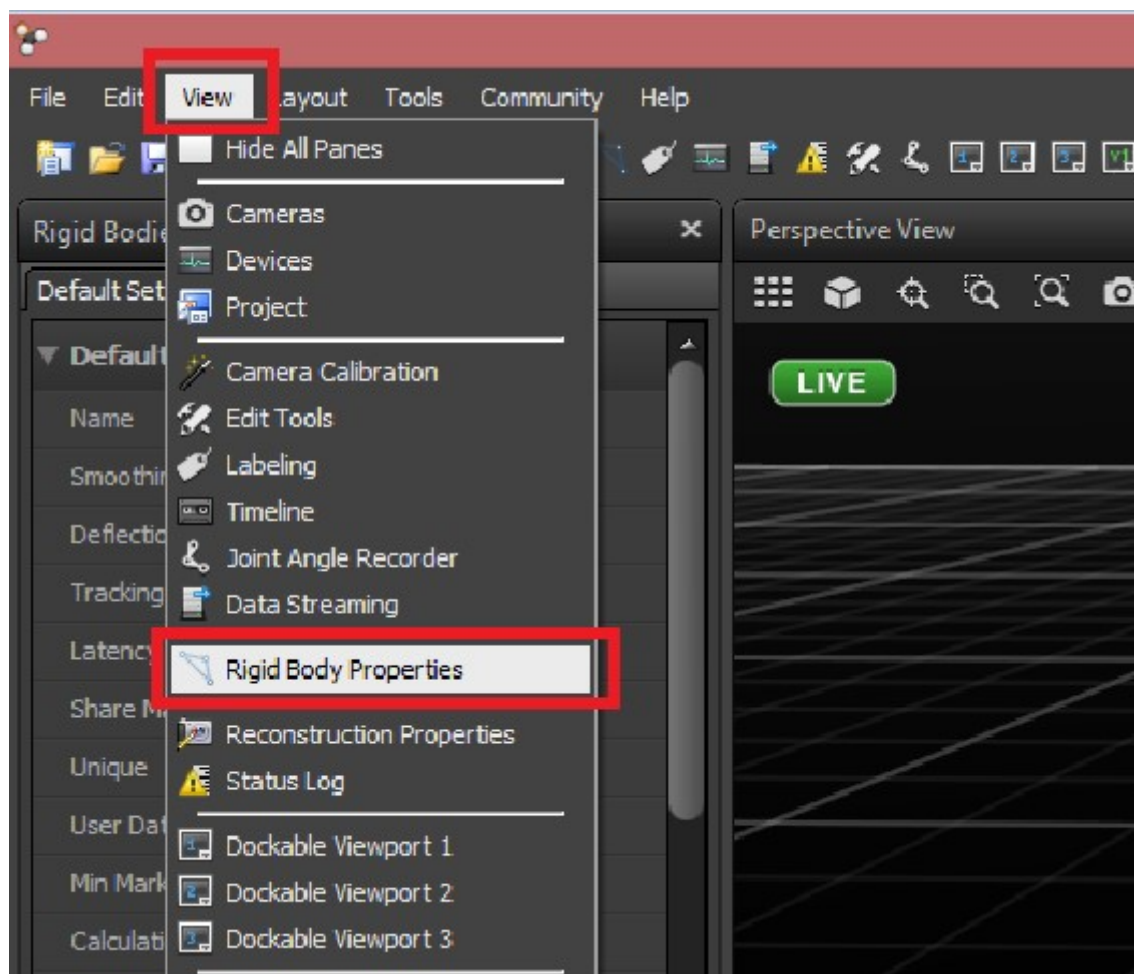 File Edit View Layout Tools Community Help
Hide All Panes
Cameras
Devices
Project
Camera Calibration
Edit Tools
Labeling
Timeline
Joint Angle Recorder
Data Streaming
Rigid Body Properties
Reconstruction Properties
Status Log
Dockable Viewport 1
Dockable Viewport 2
Dockable Viewport 3
Rigid Bodie
Default Set
Default
Name
Smoothin
Deflectio
Tracking
Latency
Share M
Unique
User Dat
Min Mark
Calculati
Perspective View
LIVE